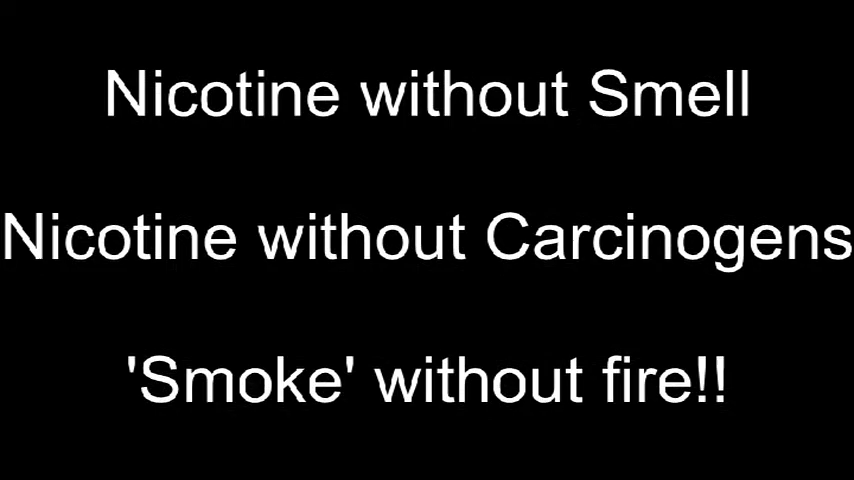 Nicotine without Smell
Nicotine without Carcinogens
'Smoke' without fire!!